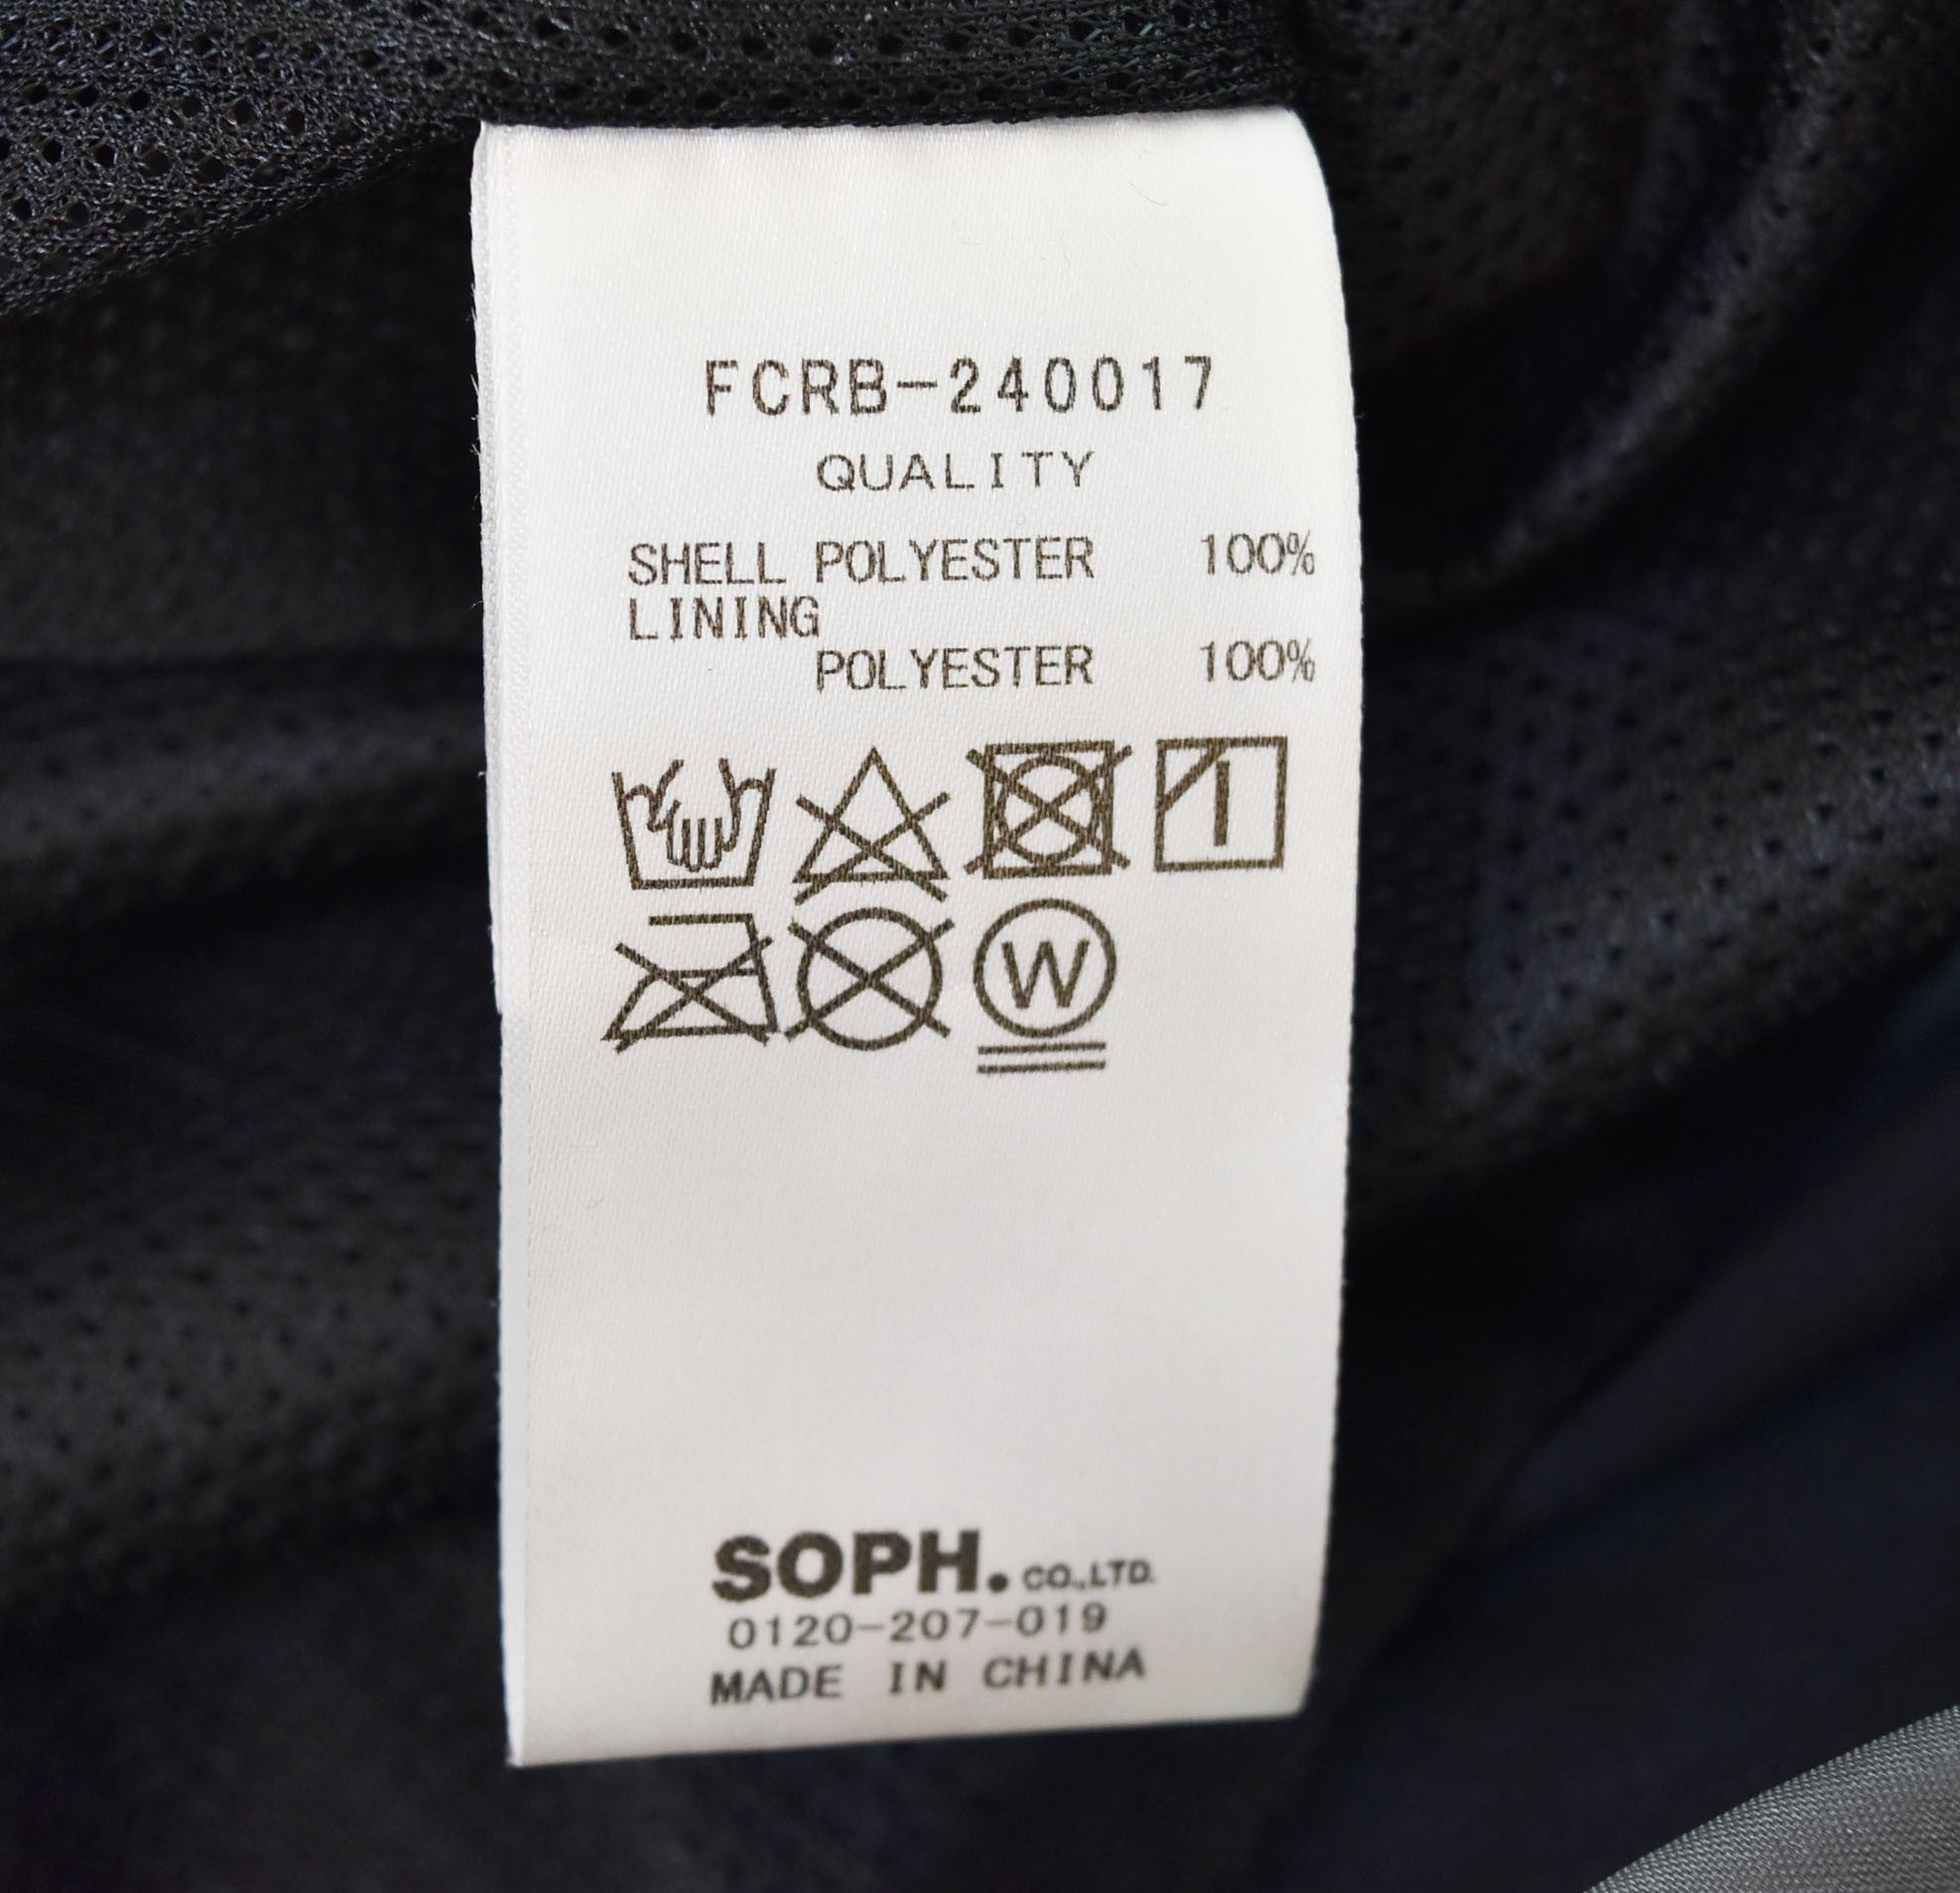 FCRB-240017
QUALITY
SHELL POLYESTER 100%
LINING
POLYESTER 100%
W
SOPH. CO.,LTD.
0120-207-019
MADE IN CHINA